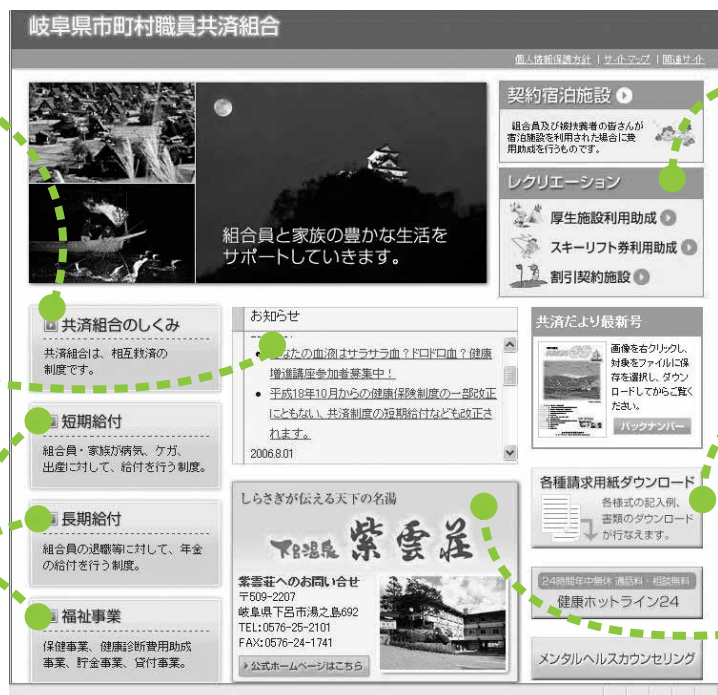 岐阜県市町村職員共済組合
個人情報保護方針 | サイトマップ | 関連サイト
組合員と家族の豊かな生活を
サポートしていきます。
契約宿泊施設
組合員及び被扶養者の皆さんが
宿泊施設を利用された場合に費
用助成を行うものです。
レクリエーション
厚生施設利用助成
スキーリフト券利用助成
割引契約施設
共済組合のしくみ
共済組合は、相互救済の
制度です。
短期給付
組合員・家族が病気、ケガ、
出産に対して、給付を行う制度。
長期給付
組合員の退職等に対して、年金
の給付を行う制度。
福祉事業
保健事業、健康診断費用助成
事業、貯金事業、貸付事業。
お知らせ
なたの血液はサラサラ血？ドロドロ血？健康
増進講座参加者募集中！
平成18年10月からの健康保険制度の一部改正
にともない、共済制度の短期給付なども改正さ
れます。
2006.8.01
しらさぎが伝える天下の名湯
下呂温泉 紫雲荘
紫雲荘へのお問い合せ
〒509-2207
岐阜県下呂市湯之島692
TEL:0576-25-2101
FAX:0576-24-1741
公式ホームページはこちら
共済だより最新号
画像を右クリックし、
対象をファイルに保
存を選択し、ダウン
ロードしてからご覧く
ださい。
バックナンバー
各種請求用紙ダウンロード
各様式の記入例、
書類のダウンロード
が行なえます。
24時間年中無休 通話料・相談無料
健康ホットライン24
メンタルヘルスカウンセリング